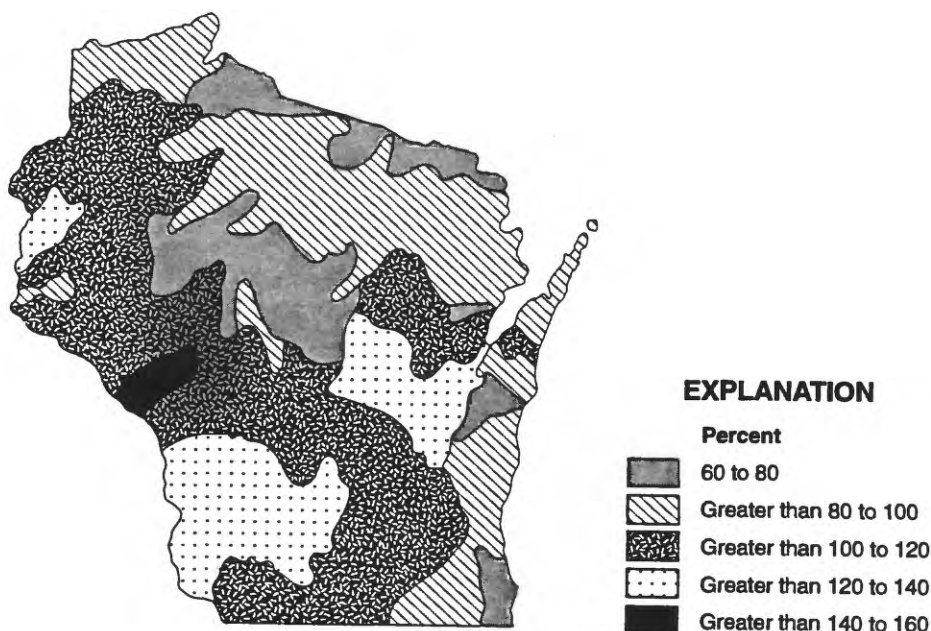 EXPLANATION
Percent
60 to 80
Greater than 80 to 100
Greater than 100 to 120
Greater than 120 to 140
Greater than 140 to 160